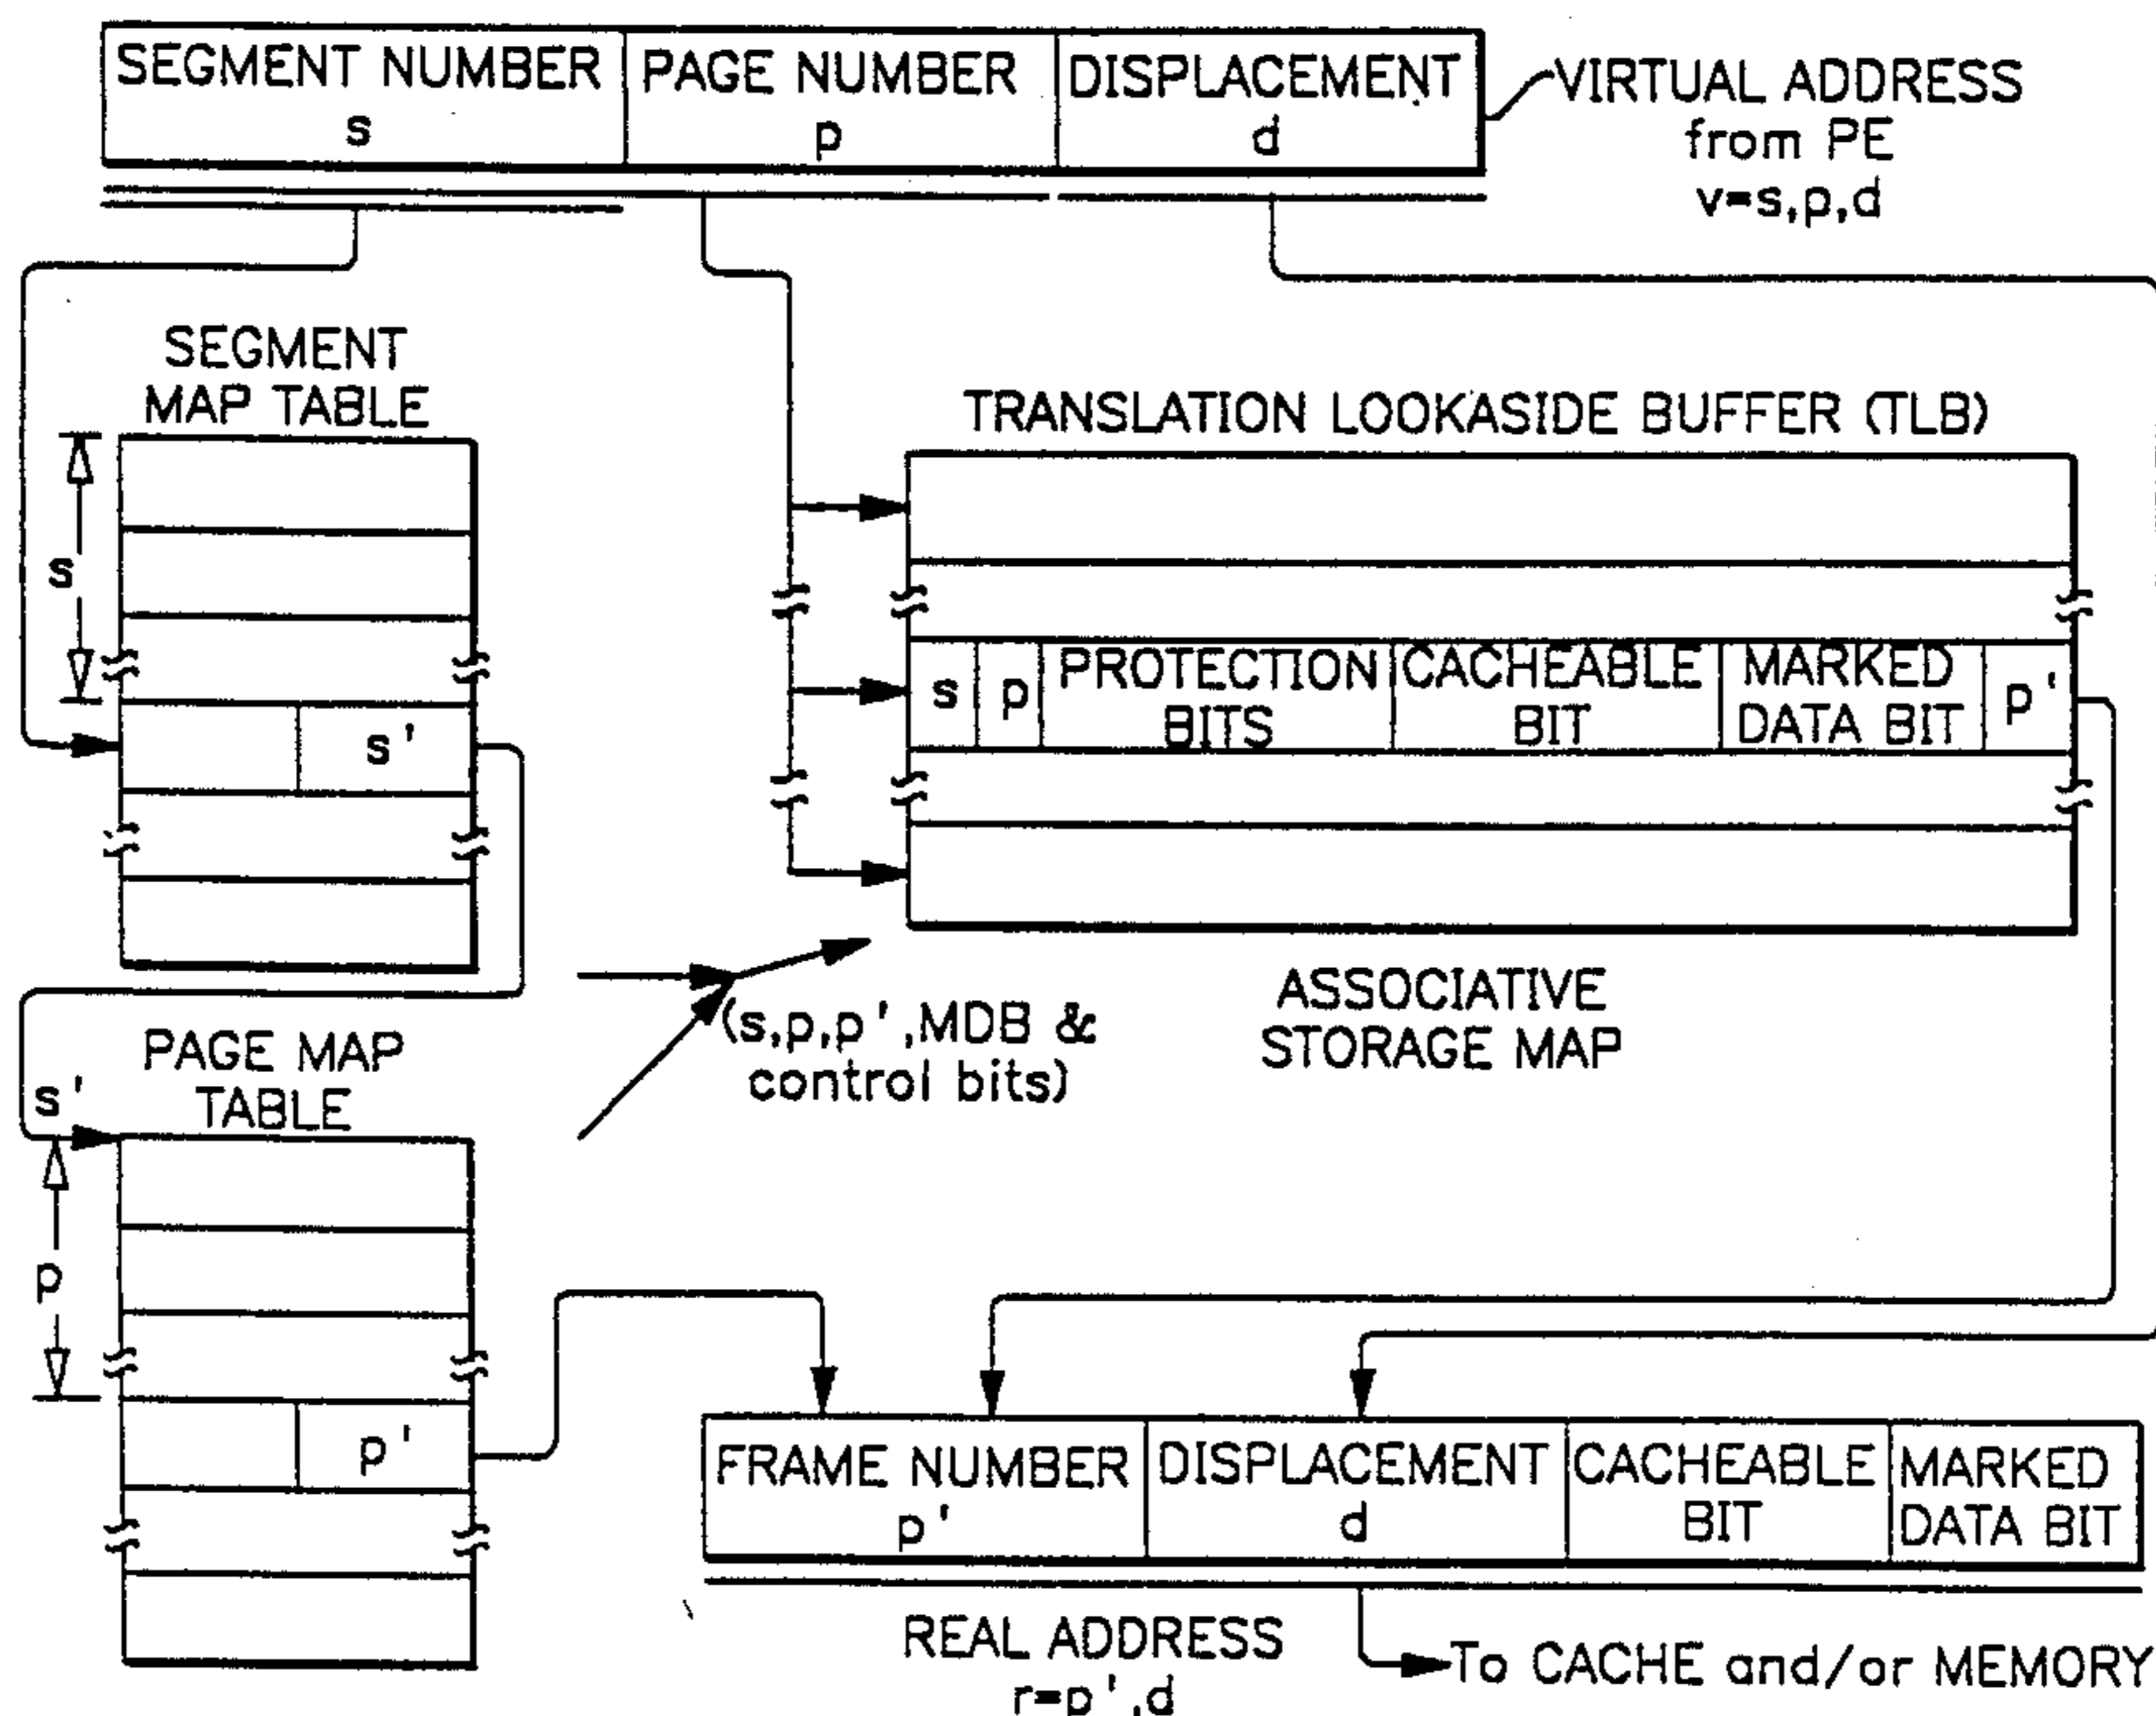 SEGMENT NUMBER
s
PAGE NUMBER
p
DISPLACEMENT
d
VIRTUAL ADDRESS
from PE
v=s,p,d
SEGMENT
MAP TABLE
s
s'
TRANSLATION LOOKASIDE BUFFER (TLB)
s
p
PROTECTION
BITS
CACHEABLE
BIT
MARKED
DATA BIT
p'
(s,p,p',MDB &
control bits)
ASSOCIATIVE
STORAGE MAP
PAGE MAP
TABLE
s'
p
p'
FRAME NUMBER
p'
DISPLACEMENT
d
CACHEABLE
BIT
MARKED
DATA BIT
REAL ADDRESS
r=p',d
To CACHE and/or MEMORY